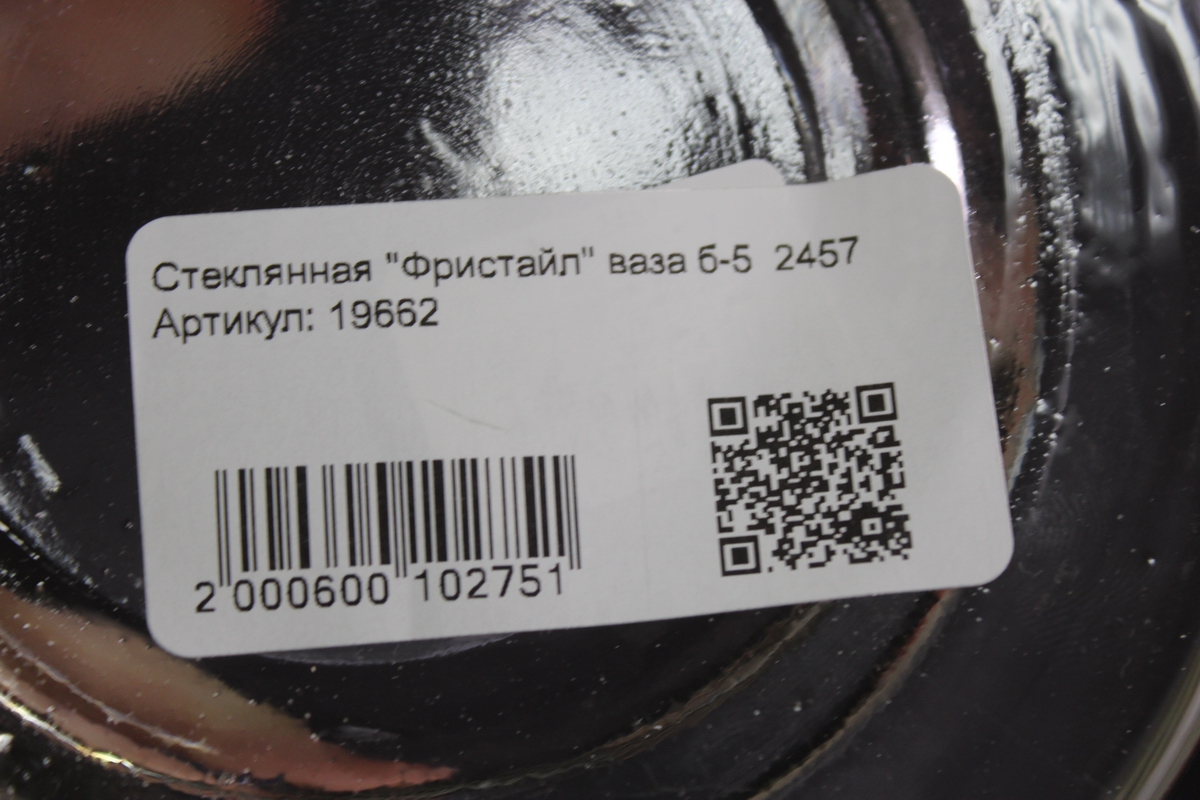 Стеклянная "Фристайл" ваза б-5 2457
Артикул: 19662
2 000600 102751